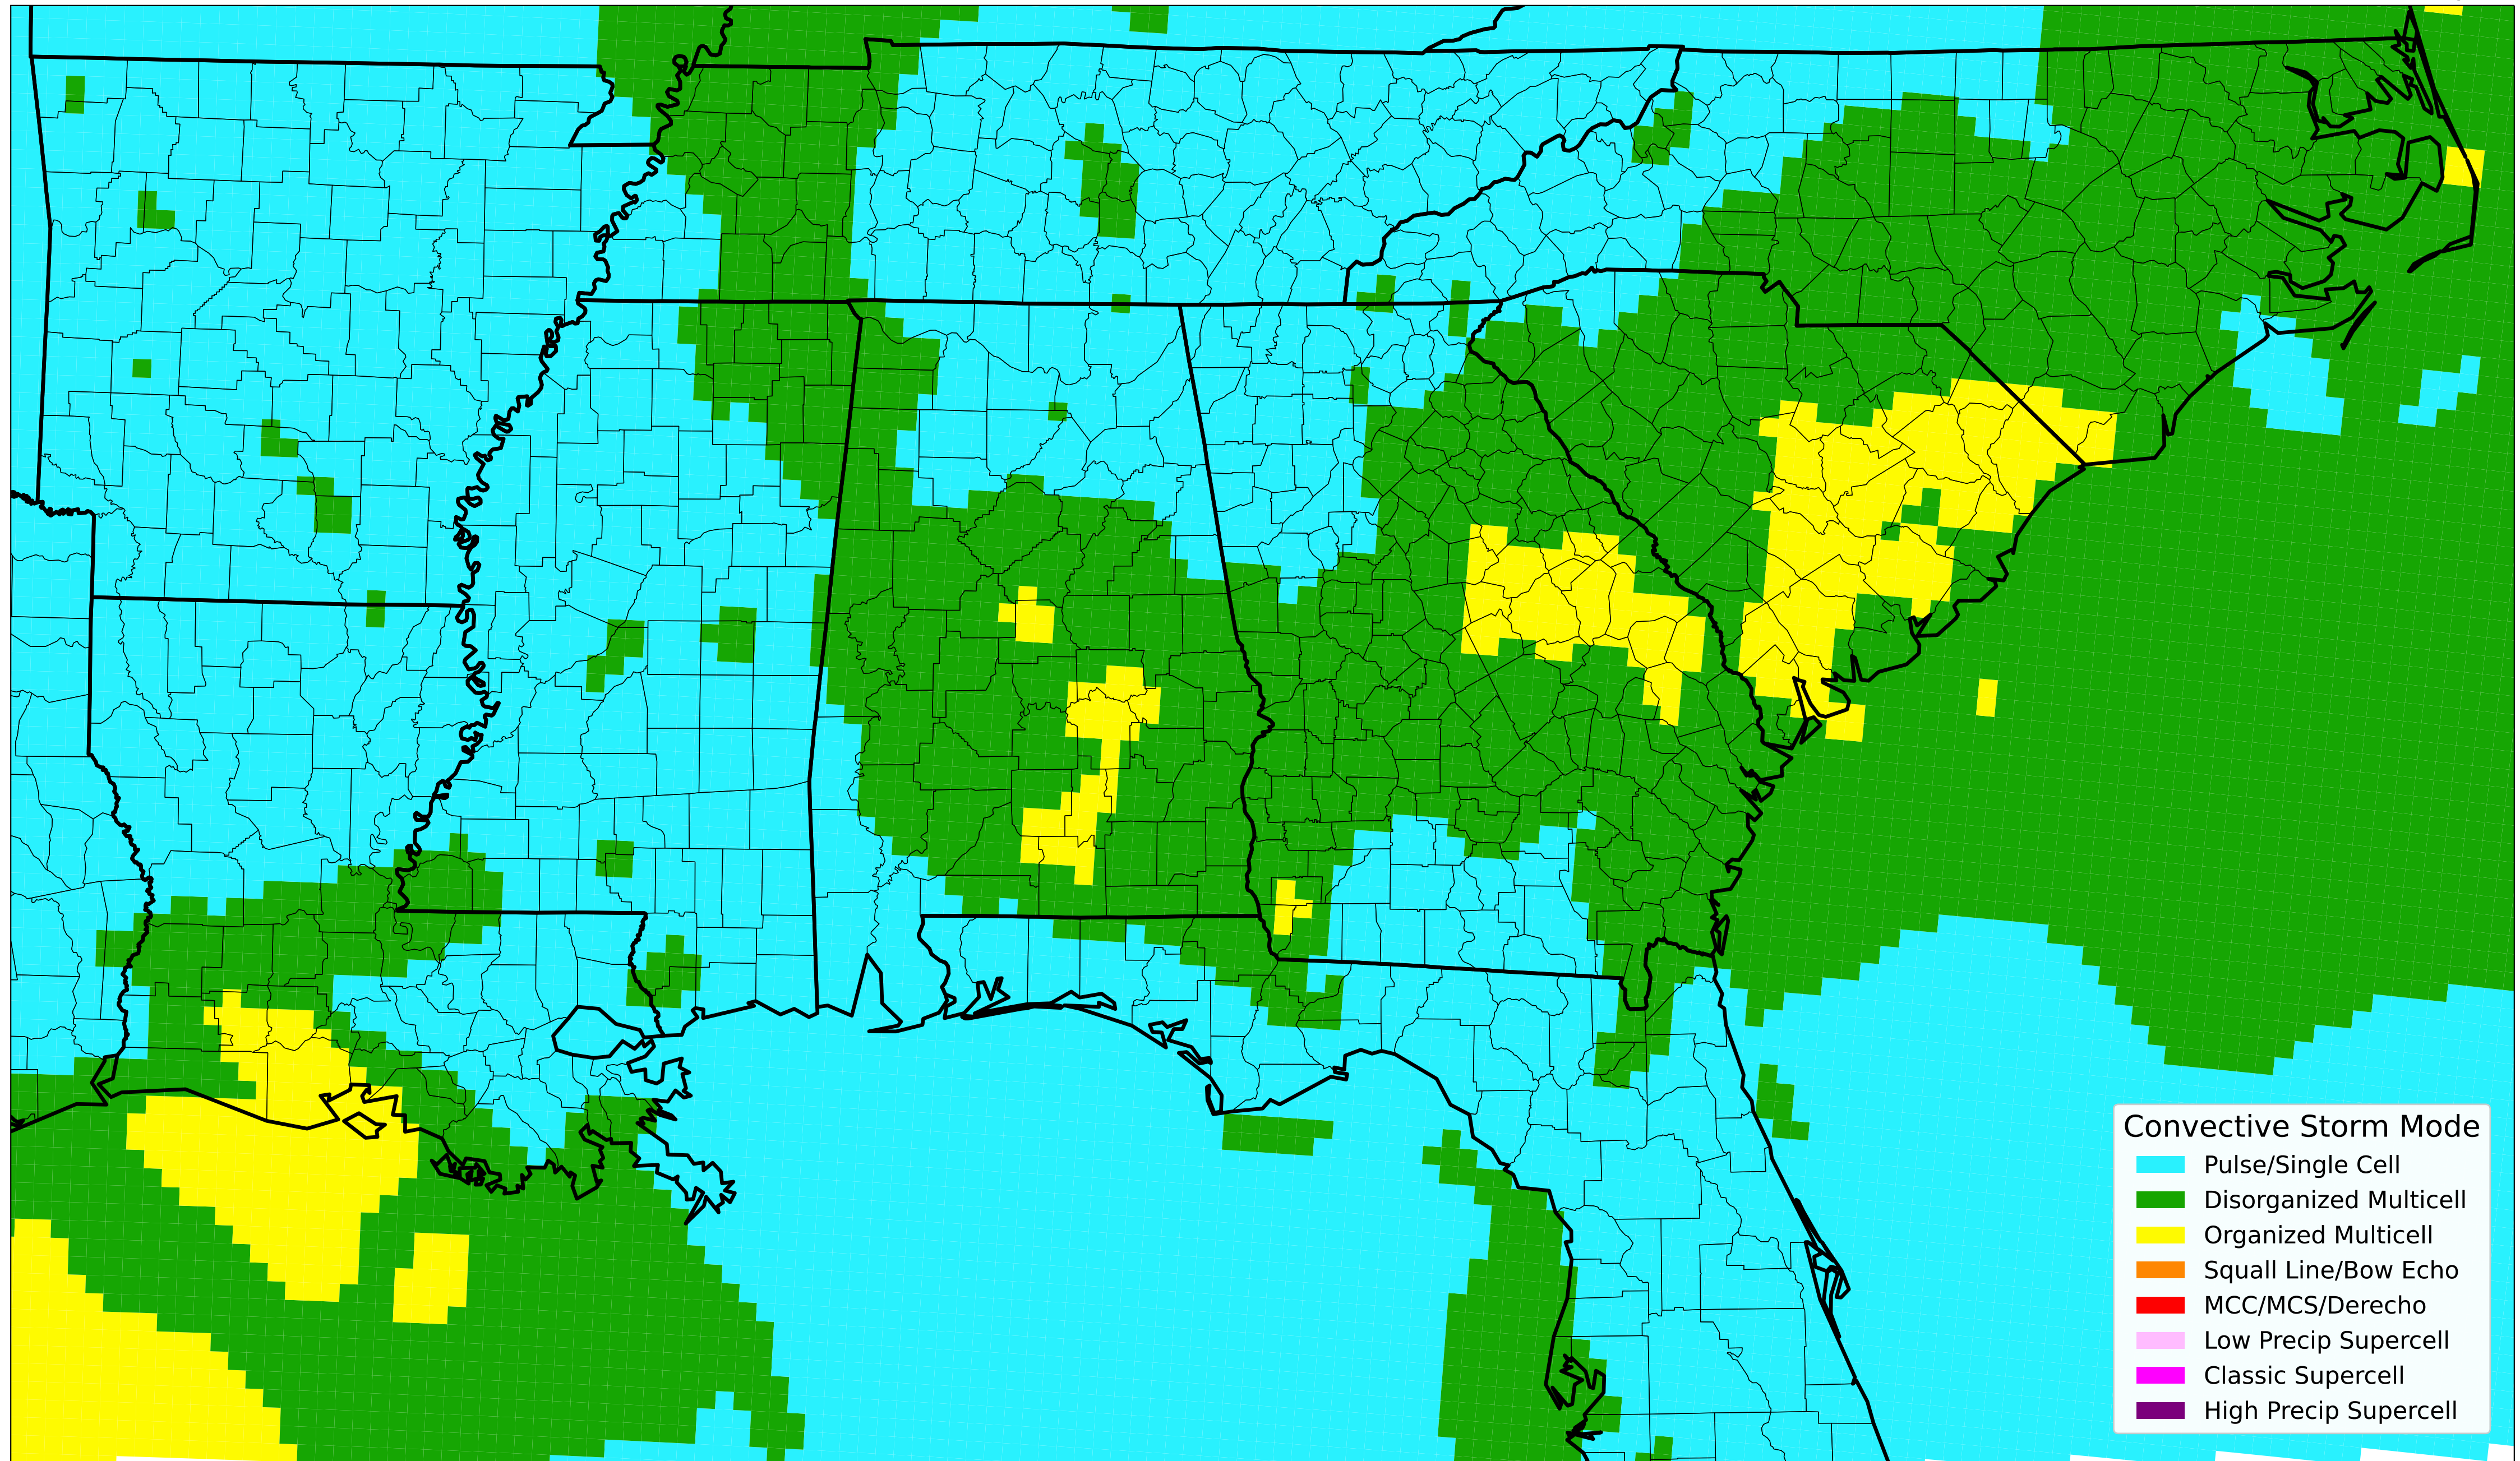 Convective Storm Mode
Pulse/Single Cell
Disorganized Multicell
Organized Multicell
Squall Line/Bow Echo
MCC/MCS/Derecho
Low Precip Supercell
Classic Supercell
High Precip Supercell